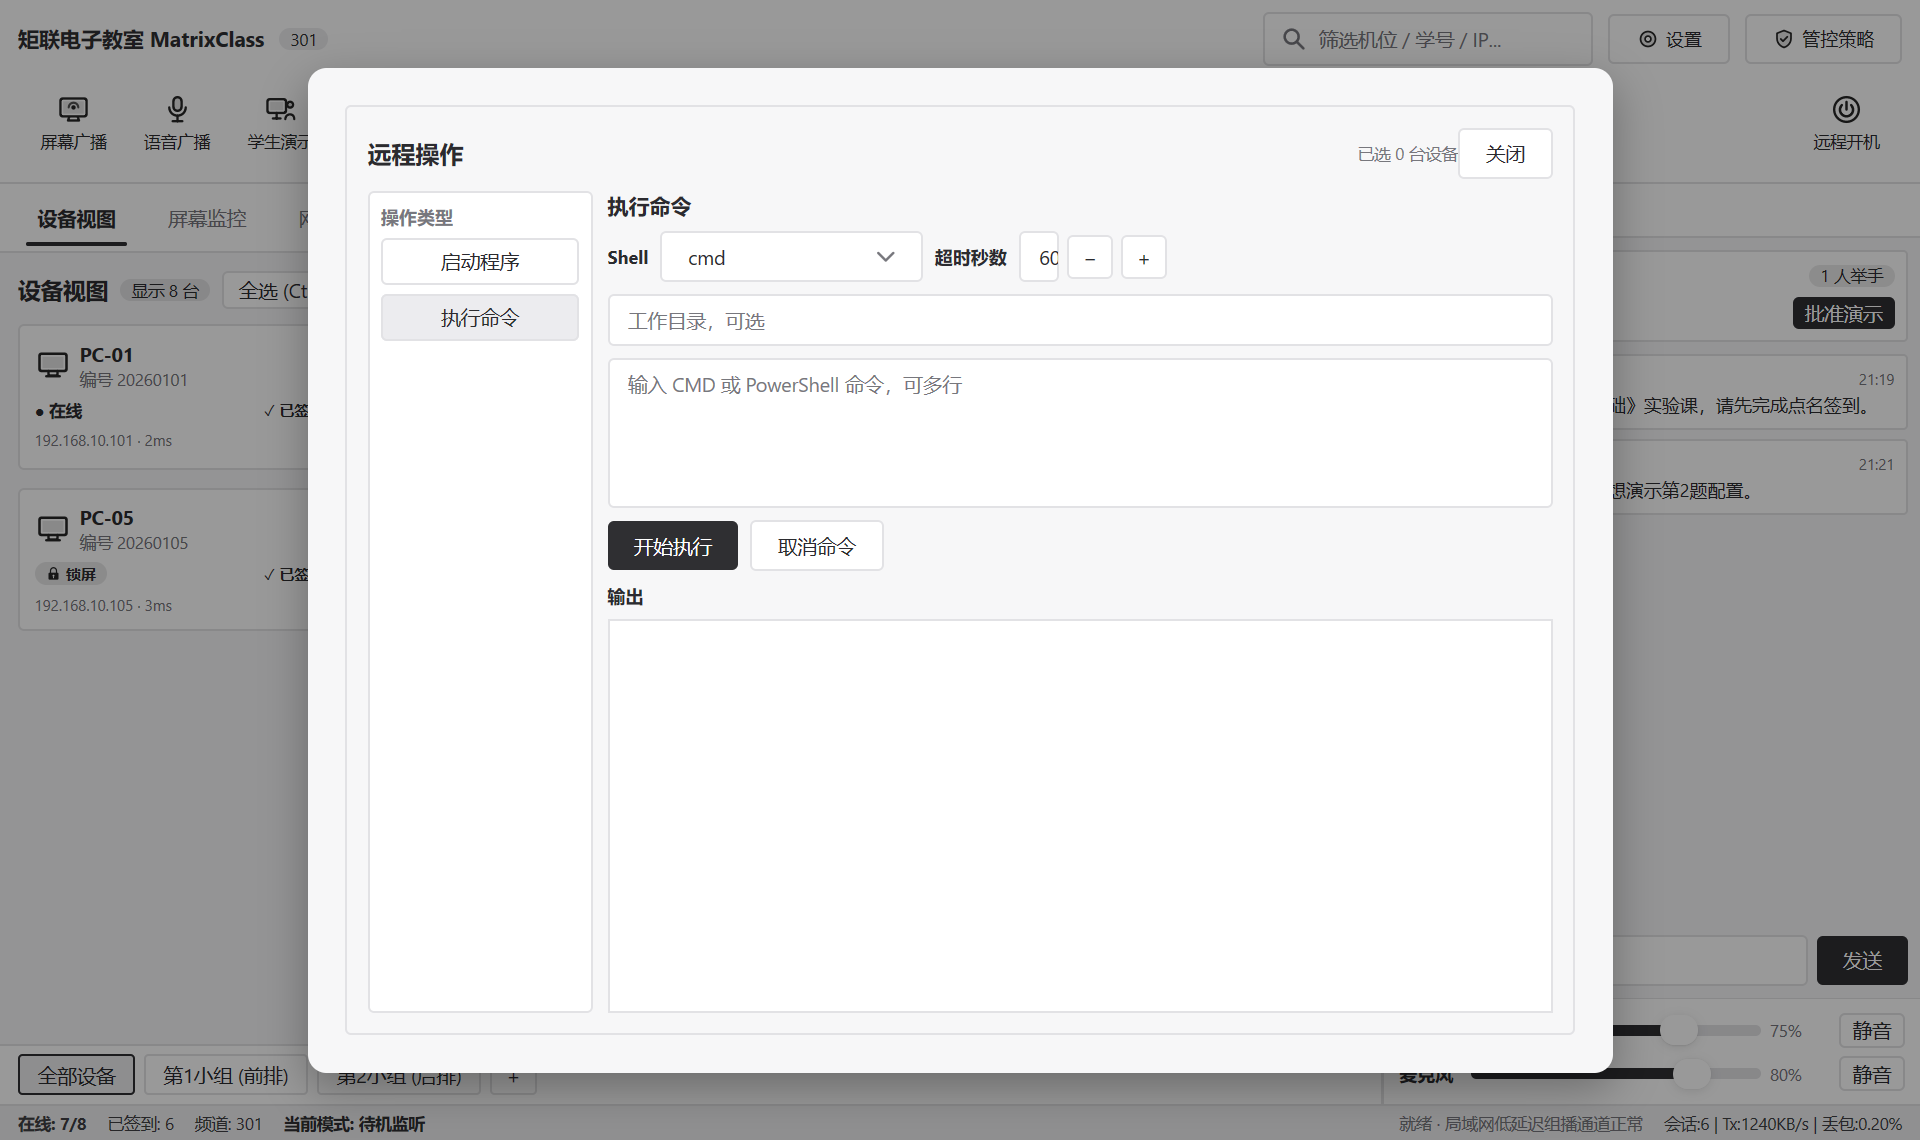 矩联电子教室 MatrixClass 301
筛选机位 / 学号 / IP...
设置
管控策略
屏幕广播
语音广播
学生演示
远程开机
设备视图
屏幕监控
设备视图
显示 8 台
全选 (Ct
PC-01
编号 20260101
● 在线
✓ 已签
192.168.10.101 · 2ms
PC-05
编号 20260105
锁屏
✓ 已签
192.168.10.105 · 3ms
远程操作
已选 0 台设备
关闭
操作类型
启动程序
执行命令
执行命令
Shell
cmd
超时秒数
60
−
+
工作目录，可选
输入 CMD 或 PowerShell 命令，可多行
开始执行
取消命令
输出
1 人举手
批准演示
21:19
础》实验课，请先完成点名签到。
21:21
想演示第2题配置。
发送
75%
静音
麦克风
80%
静音
全部设备
第1小组 (前排)
第2小组 (后排)
+
在线: 7/8
已签到: 6
频道: 301
当前模式: 待机监听
就绪 · 局域网低延迟组播通道正常
会话:6 | Tx:1240KB/s | 丢包:0.20%